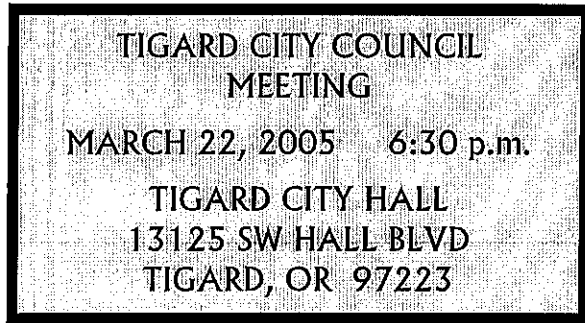 TIGARD CITY COUNCIL
MEETING
MARCH 22, 2005 6:30 p.m.
TIGARD CITY HALL
13125 SW HALL BLVD
TIGARD, OR 97223